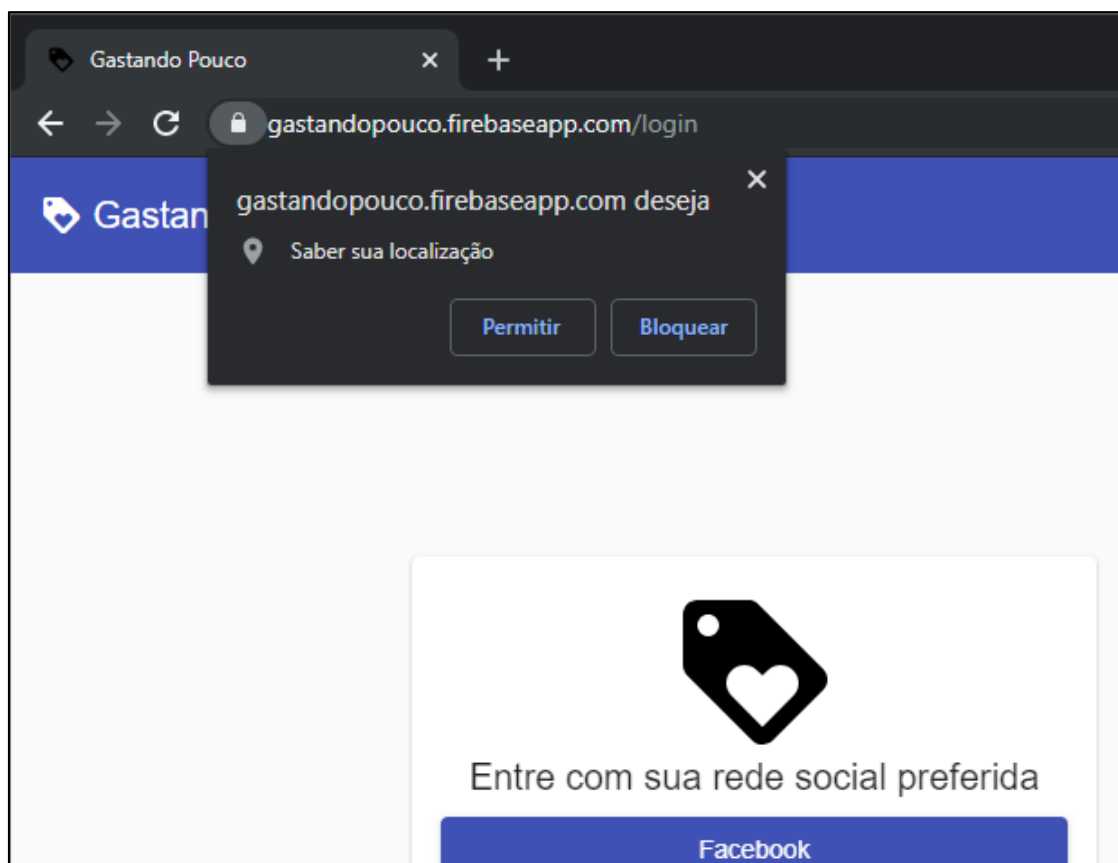 Gastando Pouco
gastandopouco.firebaseapp.com/login
Gastan
gastandopouco.firebaseapp.com deseja
Saber sua localização
Permitir Bloquear
Entre com sua rede social preferida
Facebook